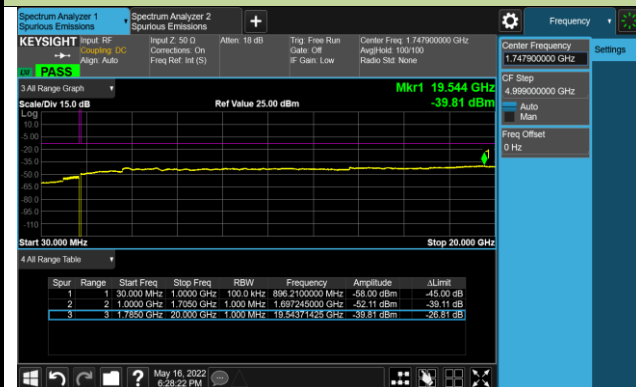 Spectrum Analyzer 1
Spurious Emissions
Spectrum Analyzer 2
Spurious Emissions
Frequency
KEYSIGHT
Input: RF
Coupling: DC
Align: Auto
Input Z: 50 Ω
Corrections: On
Freq Ref: Int (S)
Atten: 18 dB
Trig: Free Run
Gate: Off
IF Gain: Low
Center Freq: 1.747900000 GHz
Avg|Hold: 100/100
Radio Std: None
PASS
Center Frequency
1.747900000 GHz
Settings
CF Step
4.999000000 GHz
Auto
Man
Freq Offset
0 Hz
3 All Range Graph
Mkr1 19.544 GHz
Scale/Div 15.0 dB
Ref Value 25.00 dBm
-39.81 dBm
Log
10.0
-5.00
-20.0
-35.0
-50.0
-65.0
-80.0
-95.0
-110
1
Start 30.000 MHz
Stop 20.000 GHz
4 All Range Table
Spur Range Start Freq Stop Freq RBW Frequency Amplitude ΔLimit
1 1 30.000 MHz 1.0000 GHz 100.0 kHz 896.2100000 MHz -58.00 dBm -45.00 dB
2 2 1.0000 GHz 1.7050 GHz 1.000 MHz 1.697245000 GHz -52.11 dBm -39.11 dB
3 3 1.7850 GHz 20.000 GHz 1.000 MHz 19.54371425 GHz -39.81 dBm -26.81 dB
May 16, 2022
6:28:22 PM